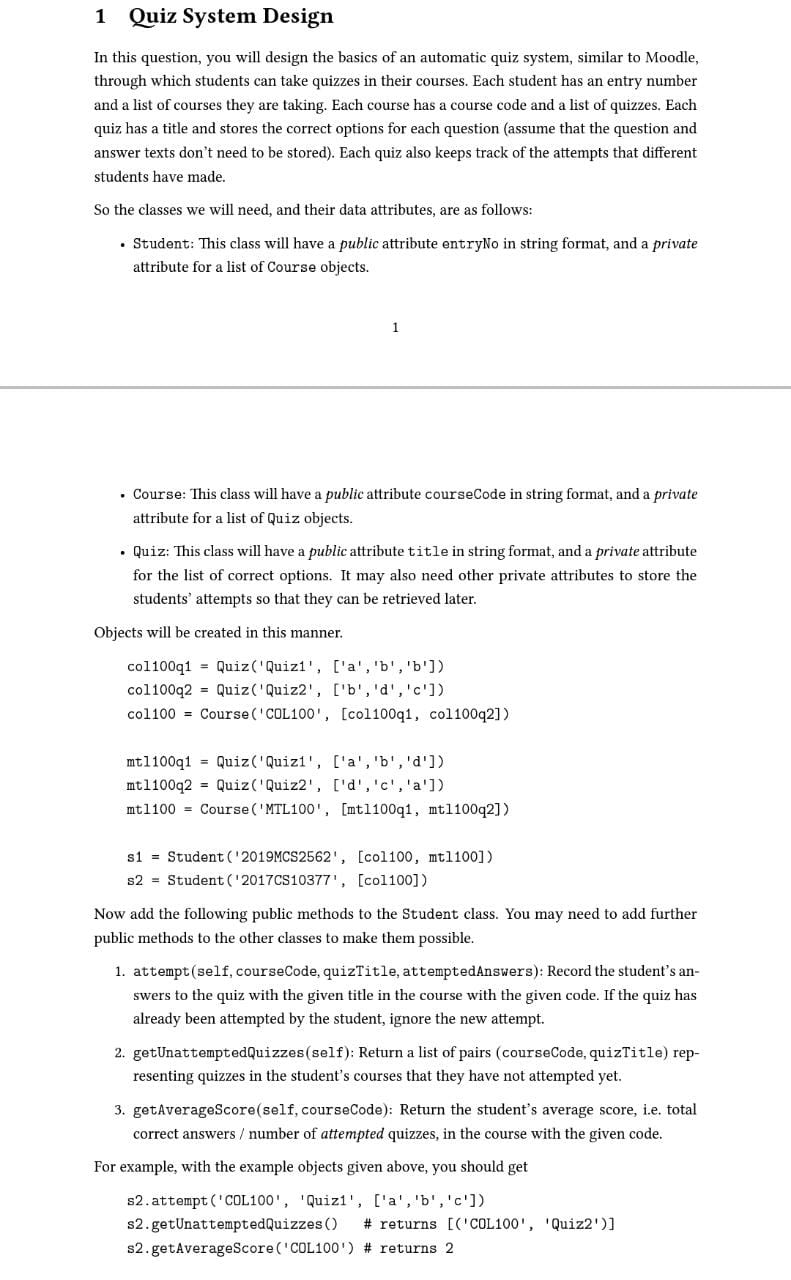 1 Quiz System Design
In this question, you will design the basics of an automatic quiz system, similar to Moodle,
through which students can take quizzes in their courses. Each student has an entry number
and a list of courses they are taking. Each course has a course code and a list of quizzes. Each
quiz has a title and stores the correct options for each question (assume that the question and
answer texts don't need to be stored). Each quiz also keeps track of the attempts that different
students have made.
So the classes we will need, and their data attributes, are as follows:
• Student: This class will have a public attribute entryNo in string format, and a private
attribute for a list of Course objects.
1
• Course: This class will have a public attribute courseCode in string format, and a private
attribute for a list of Quiz objects.
• Quiz: This class will have a public attribute title in string format, and a private attribute
for the list of correct options. It may also need other private attributes to store the
students' attempts so that they can be retrieved later.
Objects will be created in this manner.
col100q1 = Quiz('Quiz1', ['a','b','b'])
col100q2 = Quiz('Quiz2', ['b','d','c'])
col100 = Course('COL100', [col100q1, col100q2])
mtl100q1 = Quiz('Quiz1', ['a','b','d'])
mtl100q2 = Quiz('Quiz2', ['d','c','a'])
mtl100 = Course('MTL100', [mtl100q1, mtl100q2])
s1 = Student('2019MCS2562', [col100, mtl100])
s2 = Student('2017CS10377', [col100])
Now add the following public methods to the Student class. You may need to add further
public methods to the other classes to make them possible.
1. attempt(self, courseCode, quizTitle, attemptedAnswers): Record the student's an-
swers to the quiz with the given title in the course with the given code. If the quiz has
already been attempted by the student, ignore the new attempt.
2. getUnattemptedQuizzes(self): Return a list of pairs (courseCode, quizTitle) rep-
resenting quizzes in the student's courses that they have not attempted yet.
3. getAverageScore(self, courseCode): Return the student's average score, i.e. total
correct answers / number of attempted quizzes, in the course with the given code.
For example, with the example objects given above, you should get
s2.attempt('COL100', 'Quiz1', ['a','b','c'])
s2.getUnattemptedQuizzes() # returns [('COL100', 'Quiz2')]
s2.getAverageScore('COL100') # returns 2